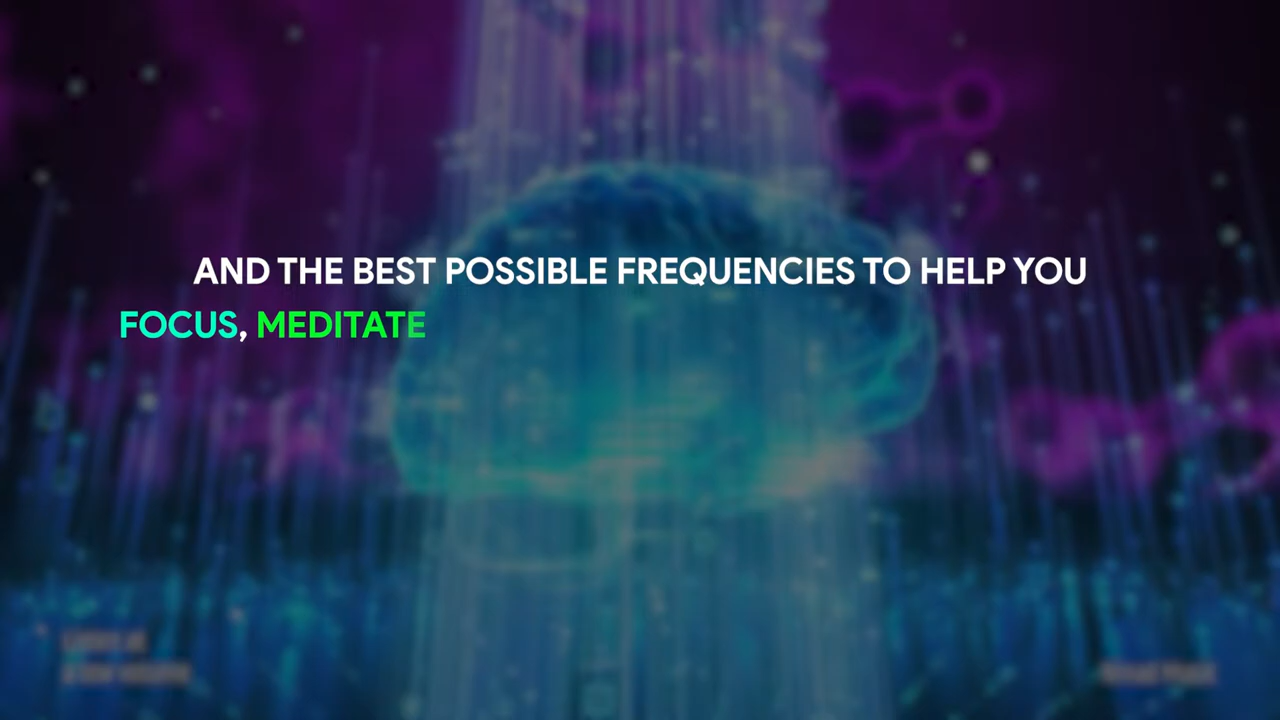 AND THE BEST POSSIBLE FREQUENCIES TO HELP YOU
FOCUS, MEDITATE